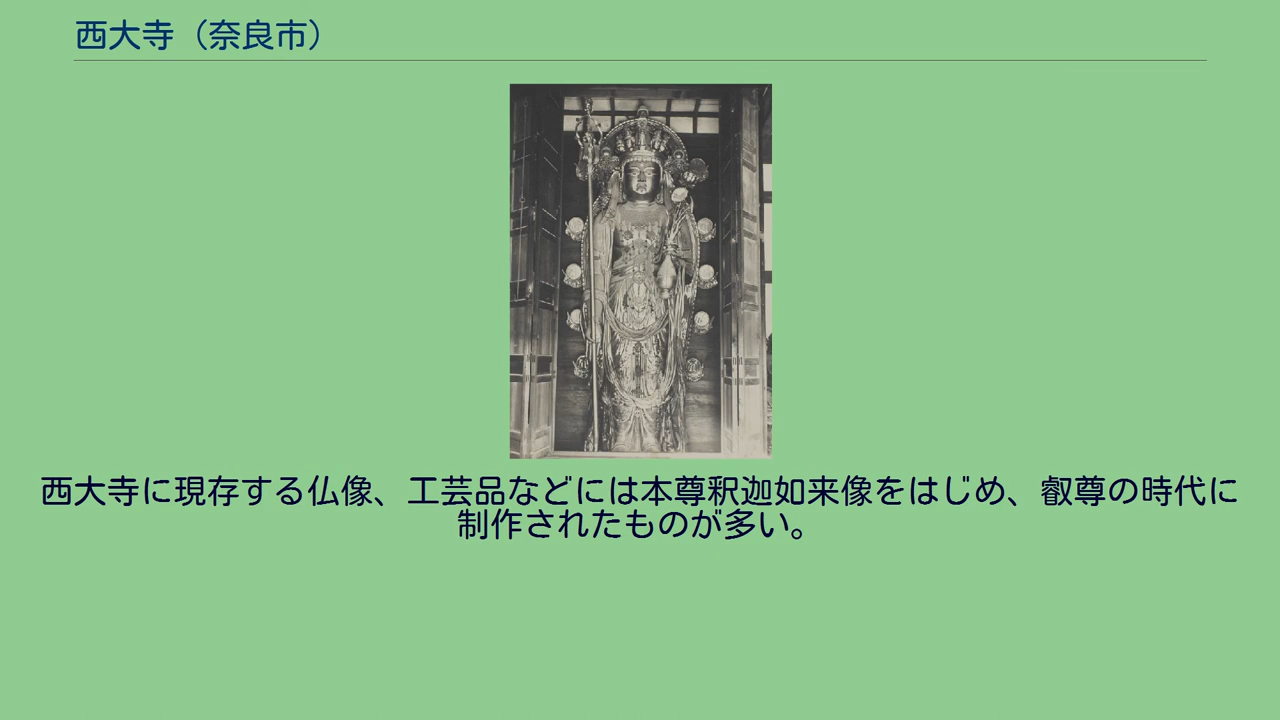 西大寺（奈良市）
西大寺に現存する仏像、工芸品などには本尊釈迦如来像をはじめ、叡尊の時代に
制作されたものが多い。